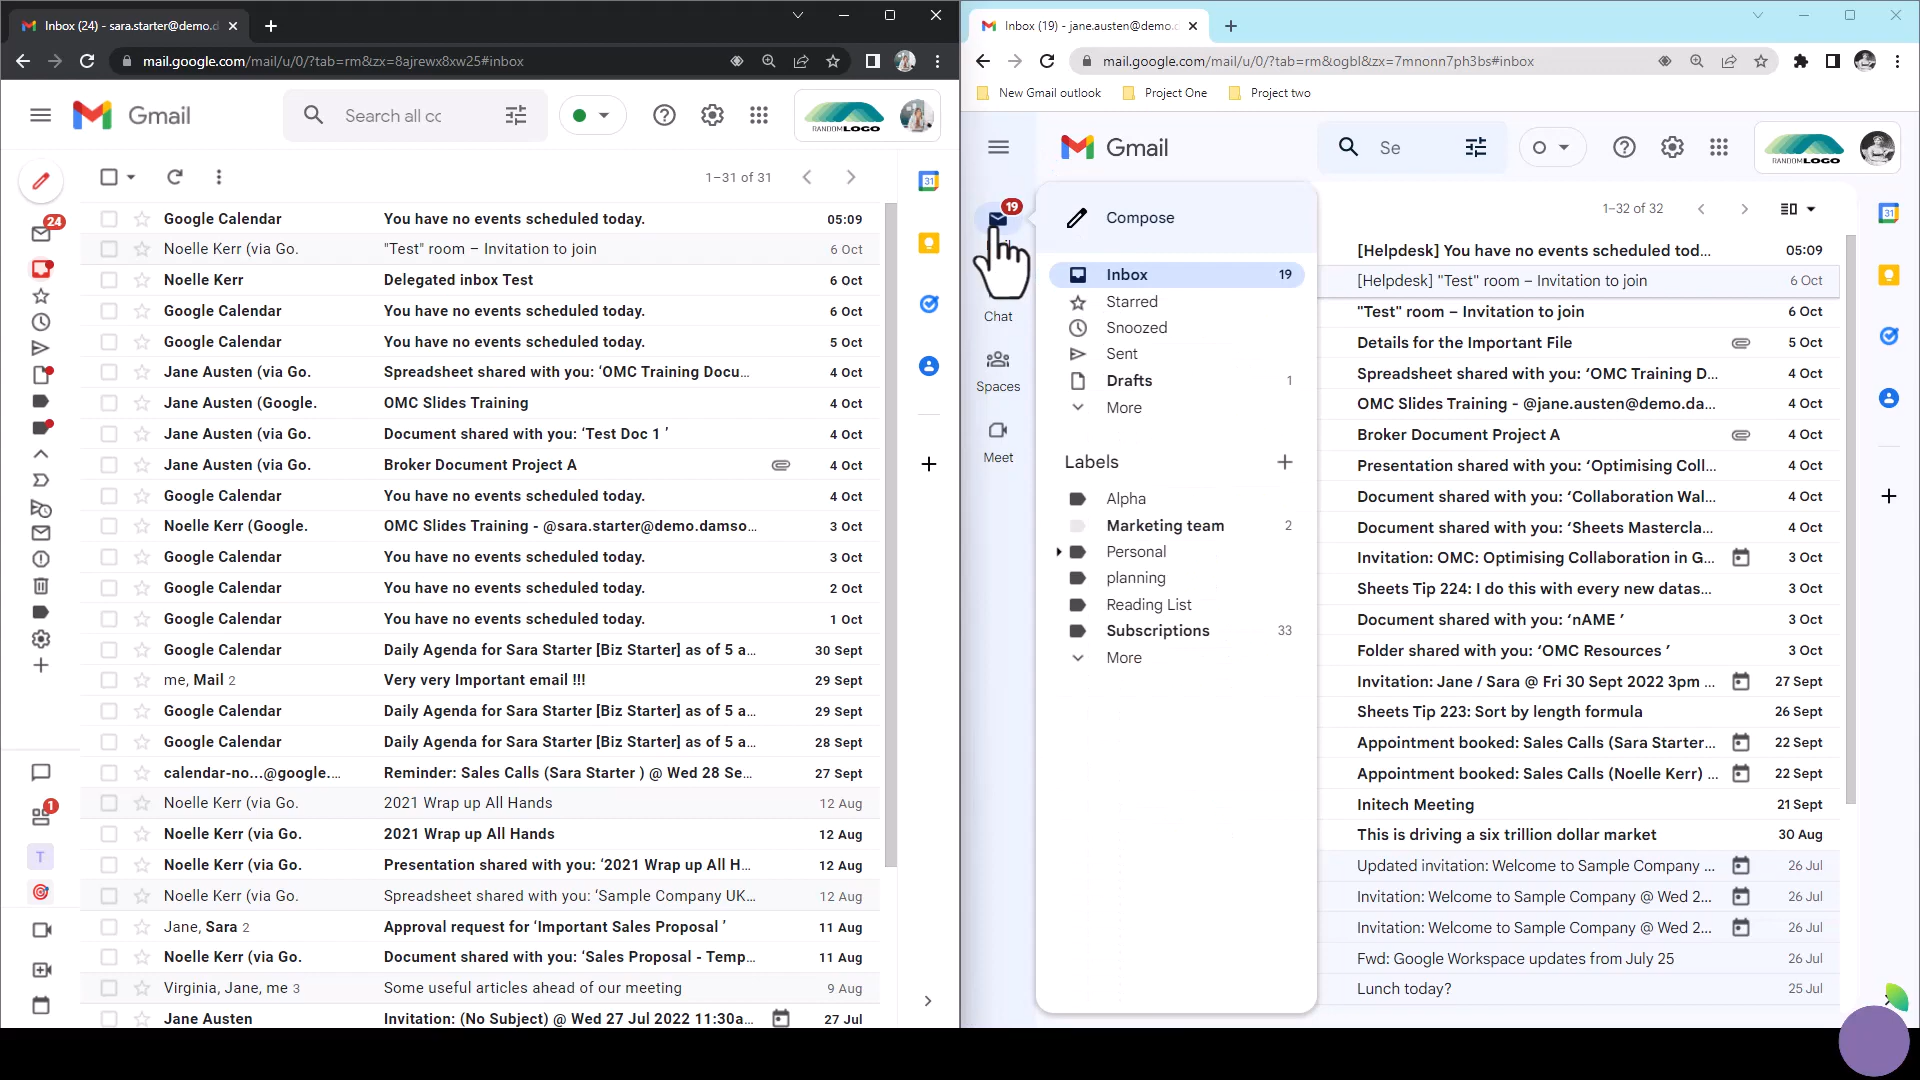 Inbox (24) - sara.starter@demo.d
mail.google.com/mail/u/0/?tab=rm&zx=8ajrewx8xw25#inbox
Gmail
Search all cc
RANDOMLOGO
1–31 of 31
24
31
Google Calendar You have no events scheduled today. 05:09
Noelle Kerr (via Go. "Test" room – Invitation to join 6 Oct
Noelle Kerr Delegated inbox Test 6 Oct
Google Calendar You have no events scheduled today. 6 Oct
Google Calendar You have no events scheduled today. 5 Oct
Jane Austen (via Go. Spreadsheet shared with you: ‘OMC Training Docu… 4 Oct
Jane Austen (Google. OMC Slides Training 4 Oct
Jane Austen (via Go. Document shared with you: ‘Test Doc 1 ’ 4 Oct
Jane Austen (via Go. Broker Document Project A 4 Oct
Google Calendar You have no events scheduled today. 4 Oct
Noelle Kerr (Google. OMC Slides Training - @sara.starter@demo.damso… 3 Oct
Google Calendar You have no events scheduled today. 3 Oct
Google Calendar You have no events scheduled today. 2 Oct
Google Calendar You have no events scheduled today. 1 Oct
Google Calendar Daily Agenda for Sara Starter [Biz Starter] as of 5 a… 30 Sept
me, Mail 2 Very very Important email !!! 29 Sept
Google Calendar Daily Agenda for Sara Starter [Biz Starter] as of 5 a… 29 Sept
Google Calendar Daily Agenda for Sara Starter [Biz Starter] as of 5 a… 28 Sept
calendar-no...@google.… Reminder: Sales Calls (Sara Starter ) @ Wed 28 Se… 27 Sept
Noelle Kerr (via Go. 2021 Wrap up All Hands 12 Aug
1
Noelle Kerr (via Go. 2021 Wrap up All Hands 12 Aug
T
Noelle Kerr (via Go. Presentation shared with you: ‘2021 Wrap up All H… 12 Aug
Noelle Kerr (via Go. Spreadsheet shared with you: ‘Sample Company UK… 12 Aug
Jane, Sara 2 Approval request for ‘Important Sales Proposal ’ 11 Aug
Noelle Kerr (via Go. Document shared with you: ‘Sales Proposal - Temp… 11 Aug
Virginia, Jane, me 3 Some useful articles ahead of our meeting 9 Aug
Jane Austen Invitation: (No Subject) @ Wed 27 Jul 2022 11:30a… 27 Jul
Inbox (19) - jane.austen@demo.d
mail.google.com/mail/u/0/?tab=rm&ogbl&zx=7mnonn7ph3bs#inbox
New Gmail outlook Project One Project two
Gmail
Se
RANDOMLOGO
19
Chat
Spaces
Meet
Compose
Inbox 19
Starred
Snoozed
Sent
Drafts 1
More
Labels
Alpha
Marketing team 2
Personal
planning
Reading List
Subscriptions 33
More
1–32 of 32
31
[Helpdesk] You have no events scheduled tod… 05:09
[Helpdesk] "Test" room – Invitation to join 6 Oct
"Test" room – Invitation to join 6 Oct
Details for the Important File 5 Oct
Spreadsheet shared with you: ‘OMC Training D… 4 Oct
OMC Slides Training - @jane.austen@demo.da… 4 Oct
Broker Document Project A 4 Oct
Presentation shared with you: ‘Optimising Coll… 4 Oct
Document shared with you: ‘Collaboration Wal… 4 Oct
Document shared with you: ‘Sheets Mastercla… 4 Oct
Invitation: OMC: Optimising Collaboration in G… 3 Oct
Sheets Tip 224: I do this with every new datas… 3 Oct
Document shared with you: ‘nAME ’ 3 Oct
Folder shared with you: ‘OMC Resources ’ 3 Oct
Invitation: Jane / Sara @ Fri 30 Sept 2022 3pm … 27 Sept
Sheets Tip 223: Sort by length formula 26 Sept
Appointment booked: Sales Calls (Sara Starter… 22 Sept
Appointment booked: Sales Calls (Noelle Kerr) … 22 Sept
Initech Meeting 21 Sept
This is driving a six trillion dollar market 30 Aug
Updated invitation: Welcome to Sample Company … 26 Jul
Invitation: Welcome to Sample Company @ Wed 2… 26 Jul
Invitation: Welcome to Sample Company @ Wed 2… 26 Jul
Fwd: Google Workspace updates from July 25 26 Jul
Lunch today? 25 Jul